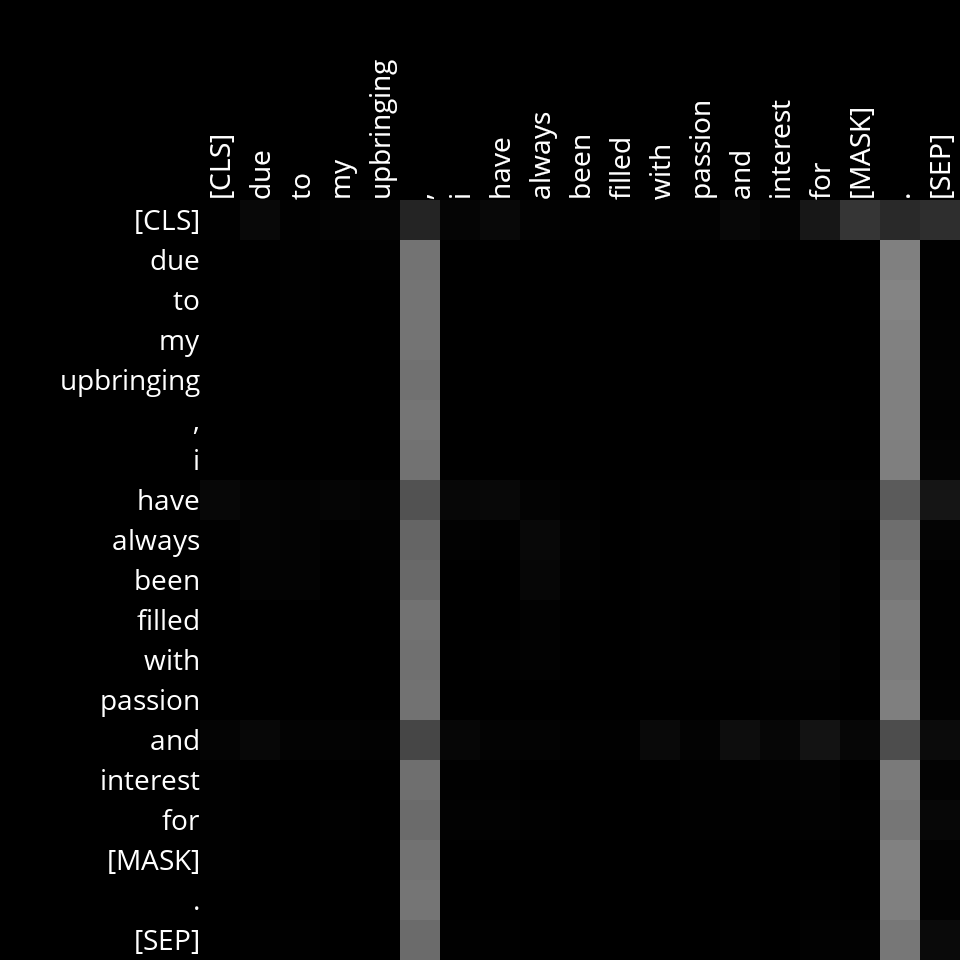 [CLS] due to my upbringing , i have always been filled with passion and interest for [MASK] . [SEP]
[CLS]
due
to
my
upbringing
,
i
have
always
been
filled
with
passion
and
interest
for
[MASK]
.
[SEP]